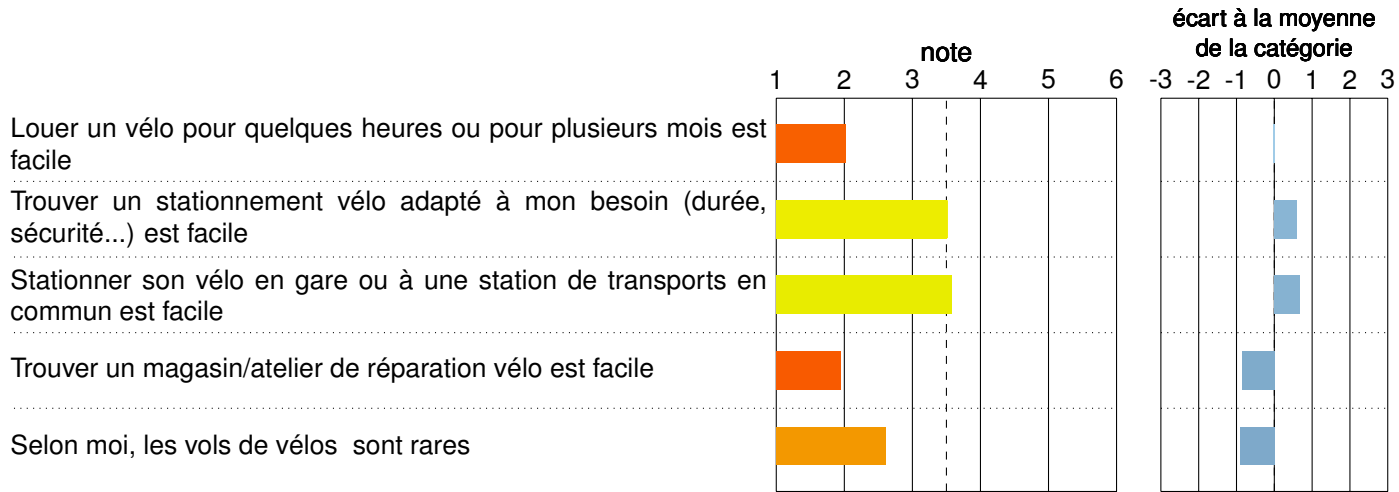 écart à la moyenne
de la catégorie
note
1 2 3 4 5 6
-3 -2 -1 0 1 2 3
Louer un vélo pour quelques heures ou pour plusieurs mois est
facile
Trouver un stationnement vélo adapté à mon besoin (durée,
sécurité...) est facile
Stationner son vélo en gare ou à une station de transports en
commun est facile
Trouver un magasin/atelier de réparation vélo est facile
Selon moi, les vols de vélos sont rares